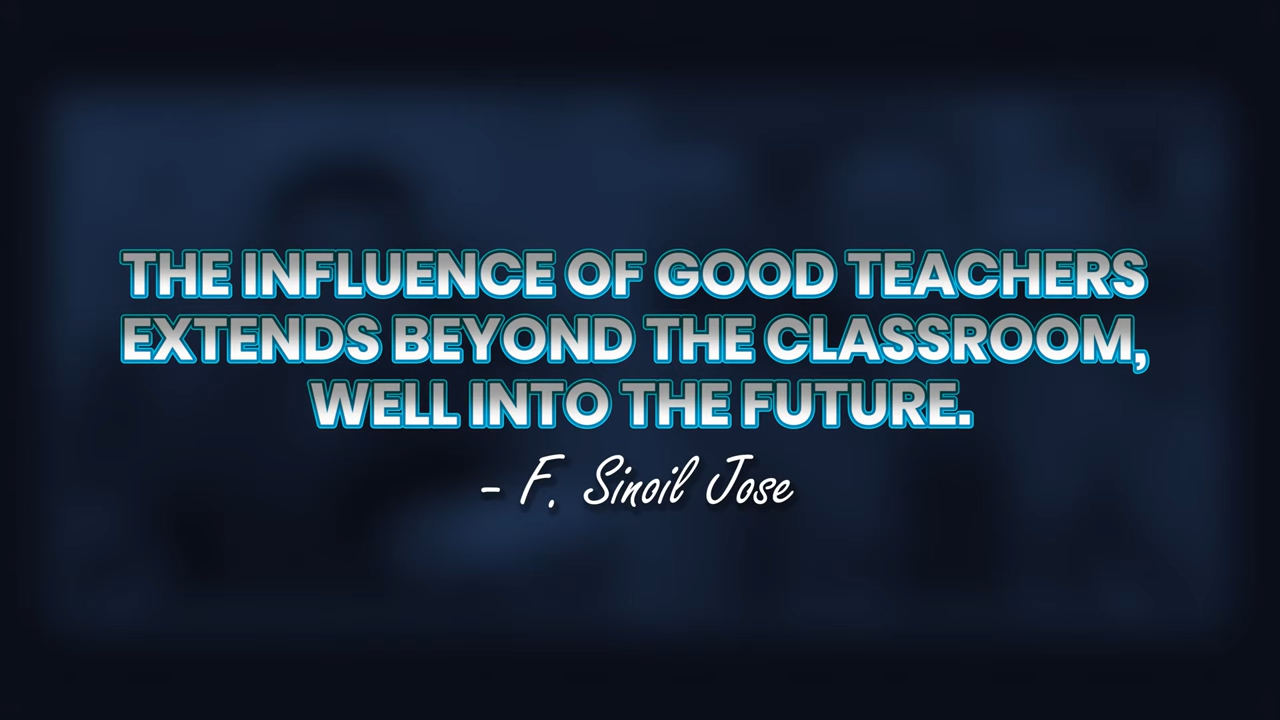 THE INFLUENCE OF GOOD TEACHERS
EXTENDS BEYOND THE CLASSROOM,
WELL INTO THE FUTURE.
- F. Sinoil Jose